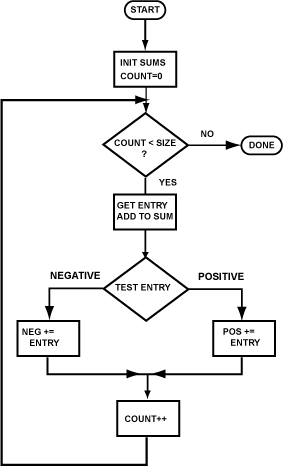 START
INIT SUMS
COUNT=0
COUNT < SIZE
?
NO
DONE
YES
GET ENTRY
ADD TO SUM
NEGATIVE
POSITIVE
TEST ENTRY
NEG +=
ENTRY
POS +=
ENTRY
COUNT++